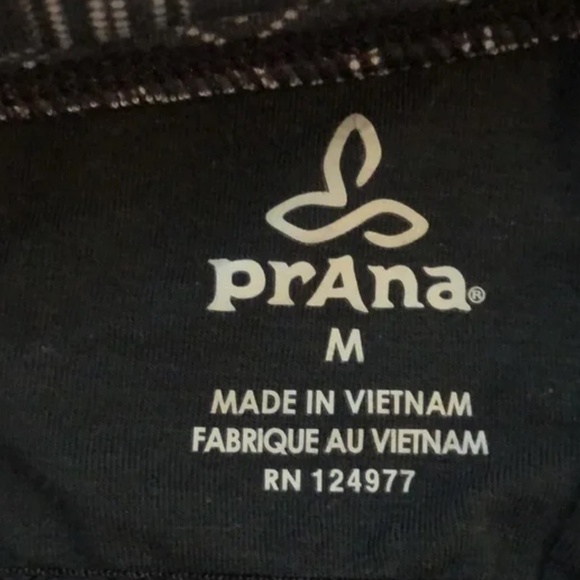 prAna®
M
MADE IN VIETNAM
FABRIQUE AU VIETNAM
RN 124977